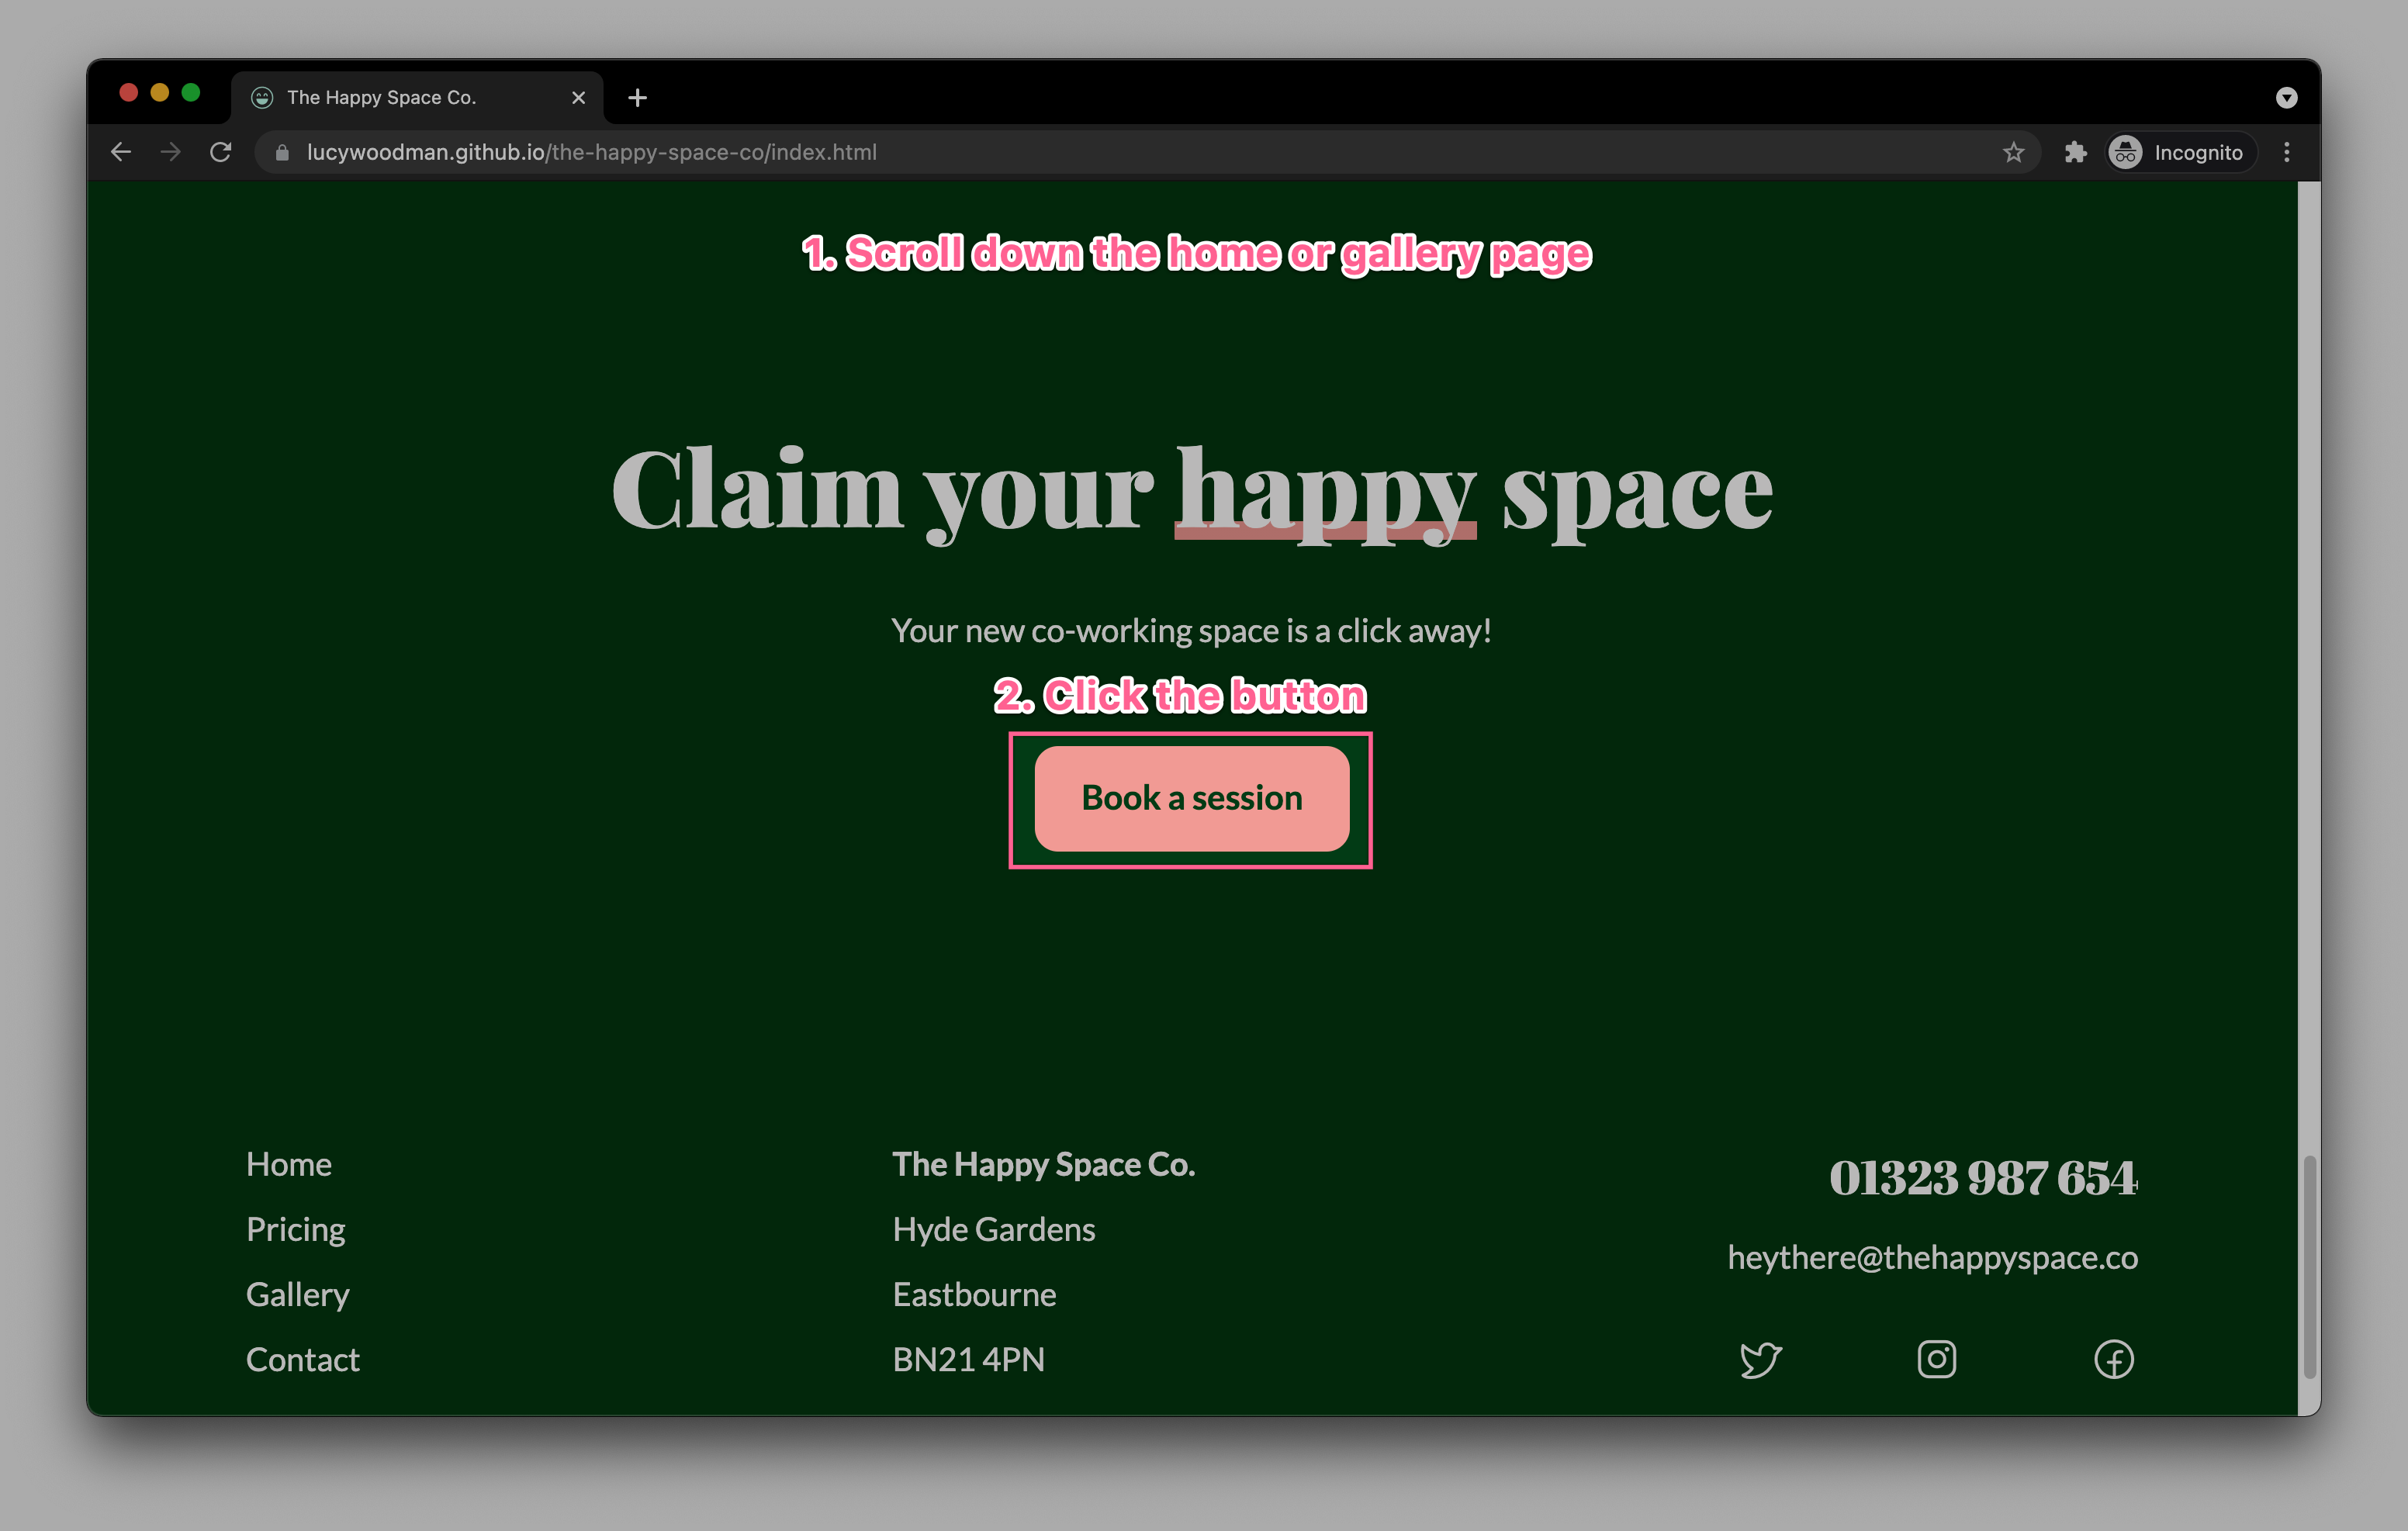 The Happy Space Co.
lucywoodman.github.io/the-happy-space-co/index.html
Incognito
1. Scroll down the home or gallery page
Claim your happy space
Your new co-working space is a click away!
2. Click the button
Book a session
Home
Pricing
Gallery
Contact
The Happy Space Co.
Hyde Gardens
Eastbourne
BN21 4PN
01323 987 654
heythere@thehappyspace.co